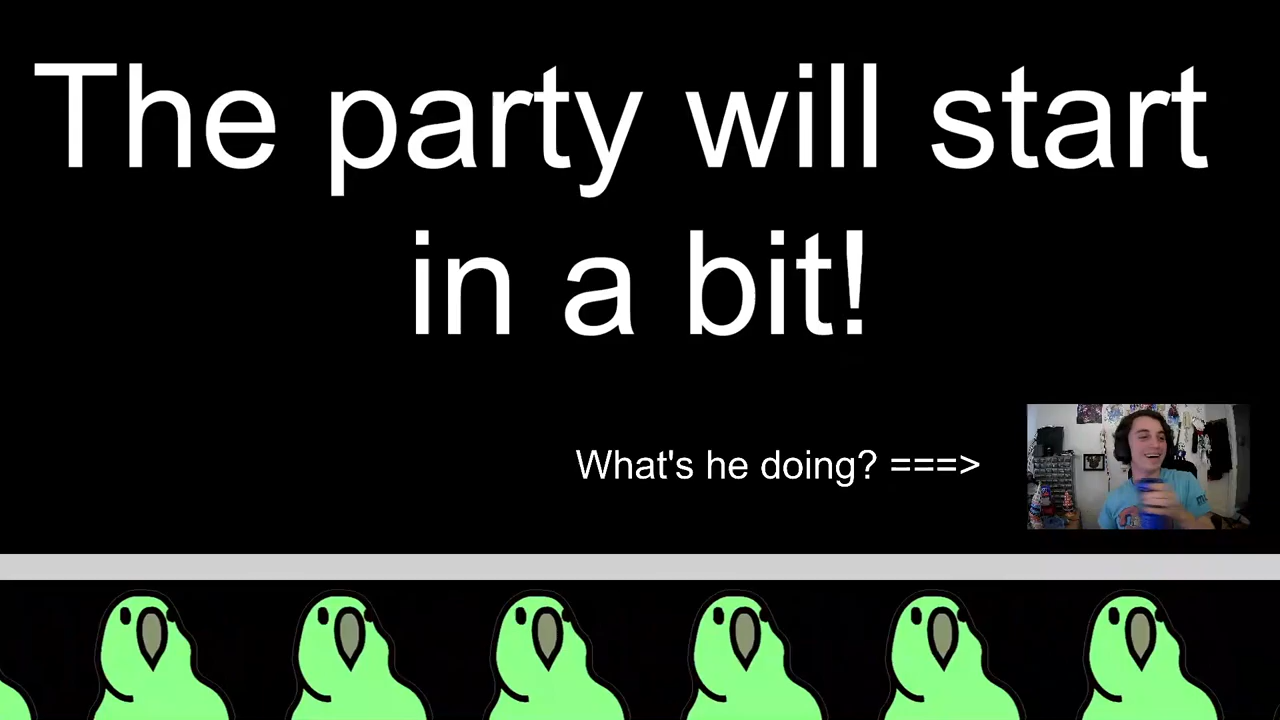 The party will start
in a bit!
What's he doing? ===>